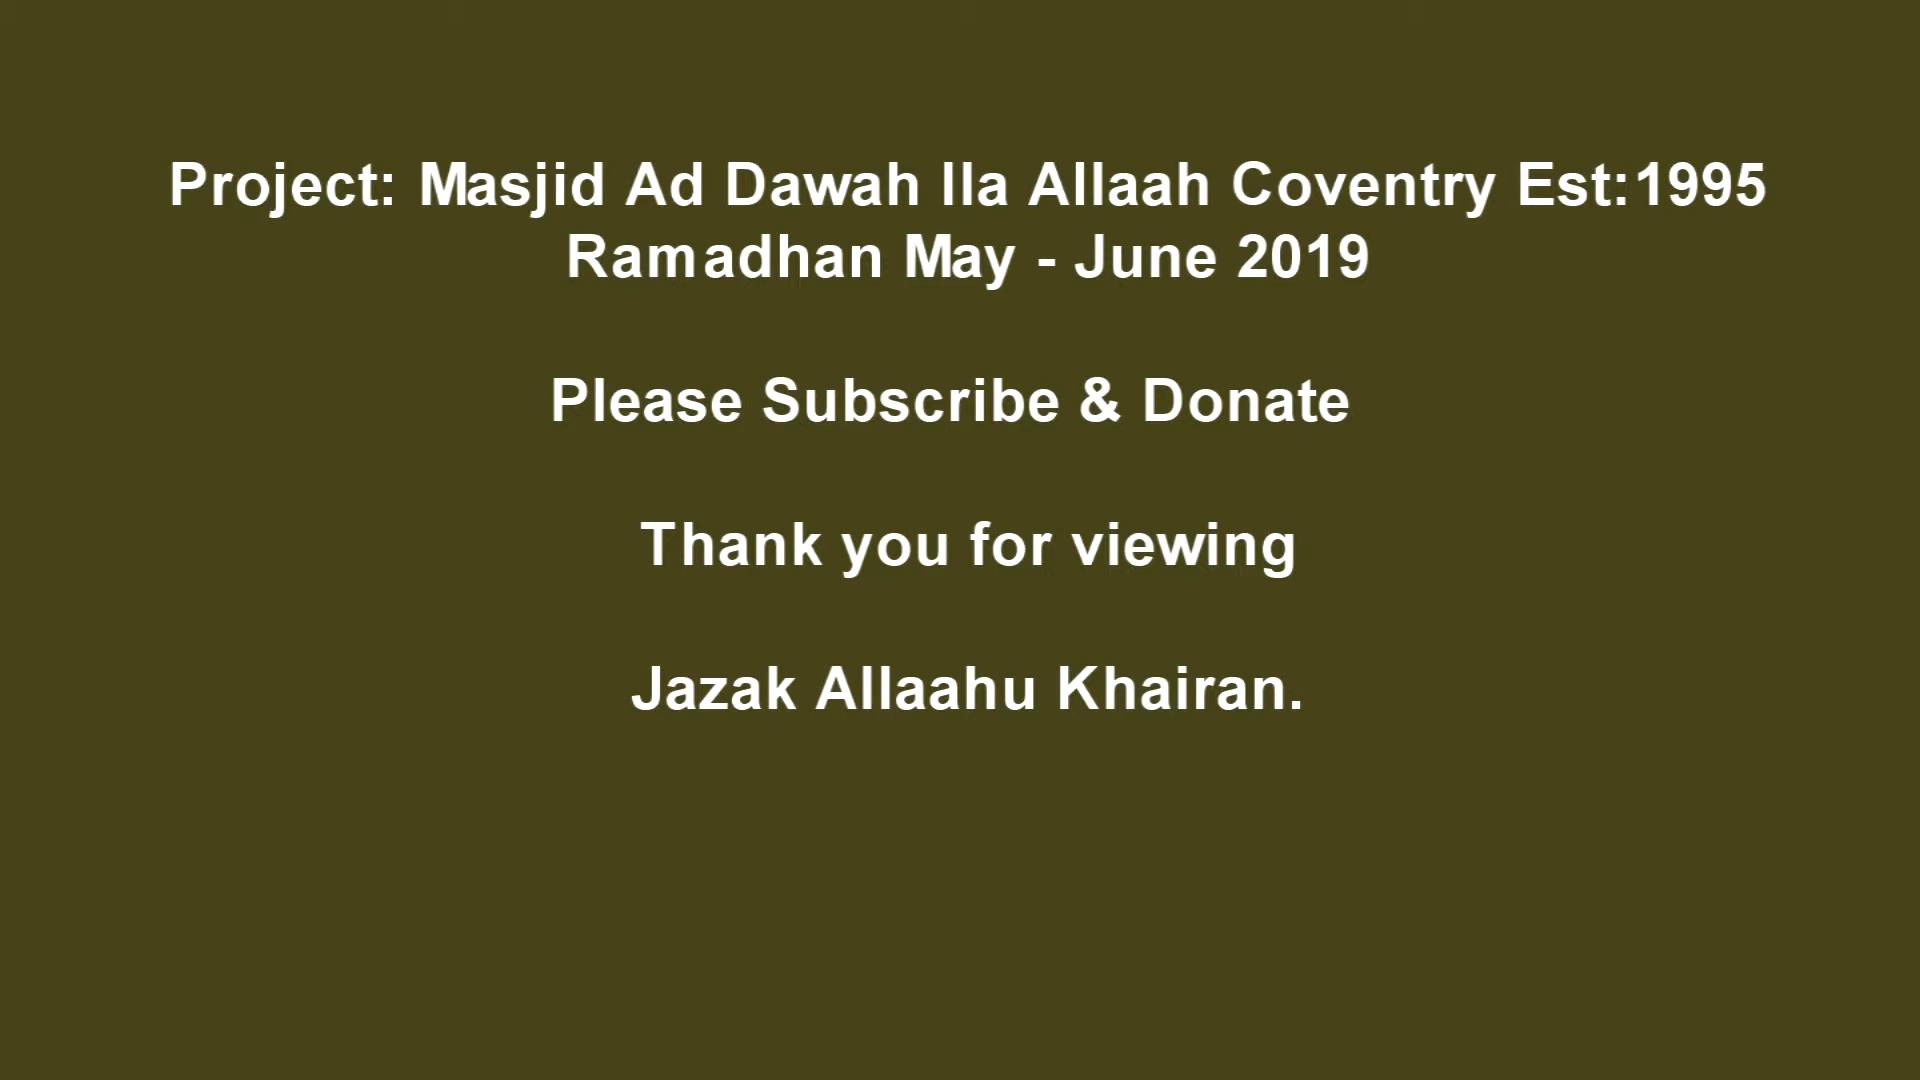 Project: Masjid Ad Dawah Ila Allaah Coventry Est:1995
Ramadhan May - June 2019
Please Subscribe & Donate
Thank you for viewing
Jazak Allaahu Khairan.